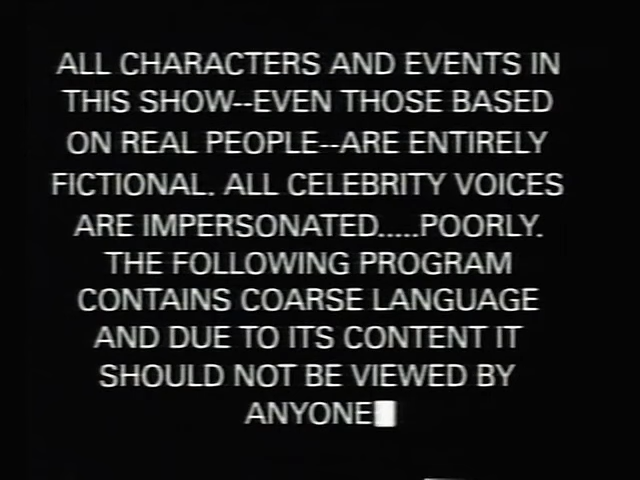 ALL CHARACTERS AND EVENTS IN
THIS SHOW--EVEN THOSE BASED
ON REAL PEOPLE--ARE ENTIRELY
FICTIONAL. ALL CELEBRITY VOICES
ARE IMPERSONATED.....POORLY.
THE FOLLOWING PROGRAM
CONTAINS COARSE LANGUAGE
AND DUE TO ITS CONTENT IT
SHOULD NOT BE VIEWED BY
ANYONE